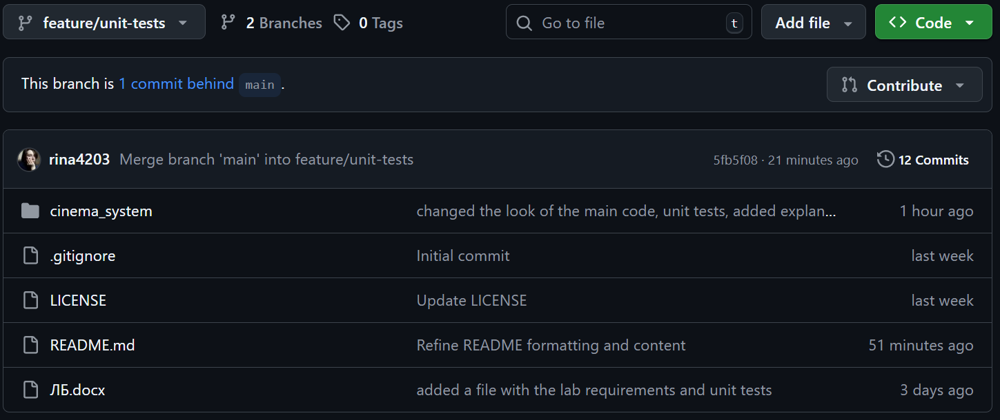 feature/unit-tests 2 Branches 0 Tags Go to file t Add file Code
This branch is 1 commit behind main .
Contribute
rina4203 Merge branch 'main' into feature/unit-tests 5fb5f08 · 21 minutes ago 12 Commits
cinema_system changed the look of the main code, unit tests, added explan... 1 hour ago
.gitignore Initial commit last week
LICENSE Update LICENSE last week
README.md Refine README formatting and content 51 minutes ago
ЛБ.docx added a file with the lab requirements and unit tests 3 days ago